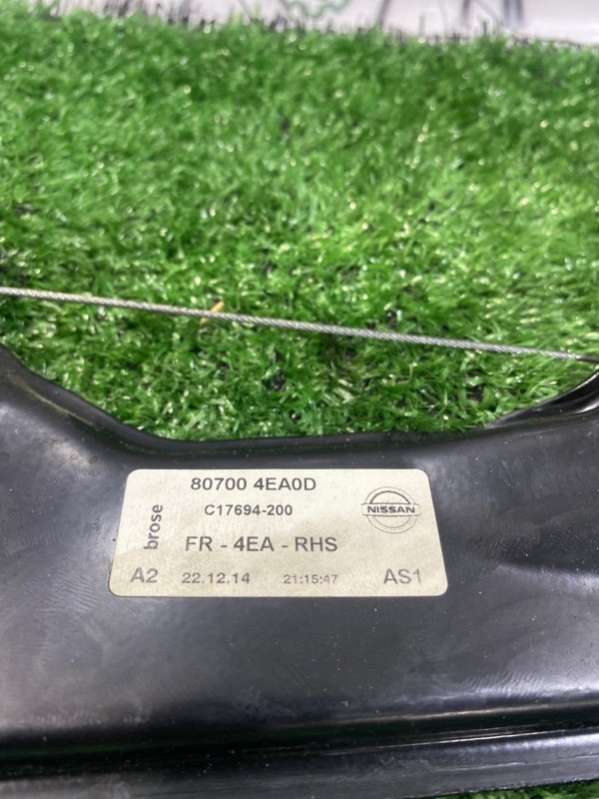 80700 4EA0D
C17694-200
NISSAN
brose
FR - 4EA - RHS
A2 22.12.14 21:15:47 AS1